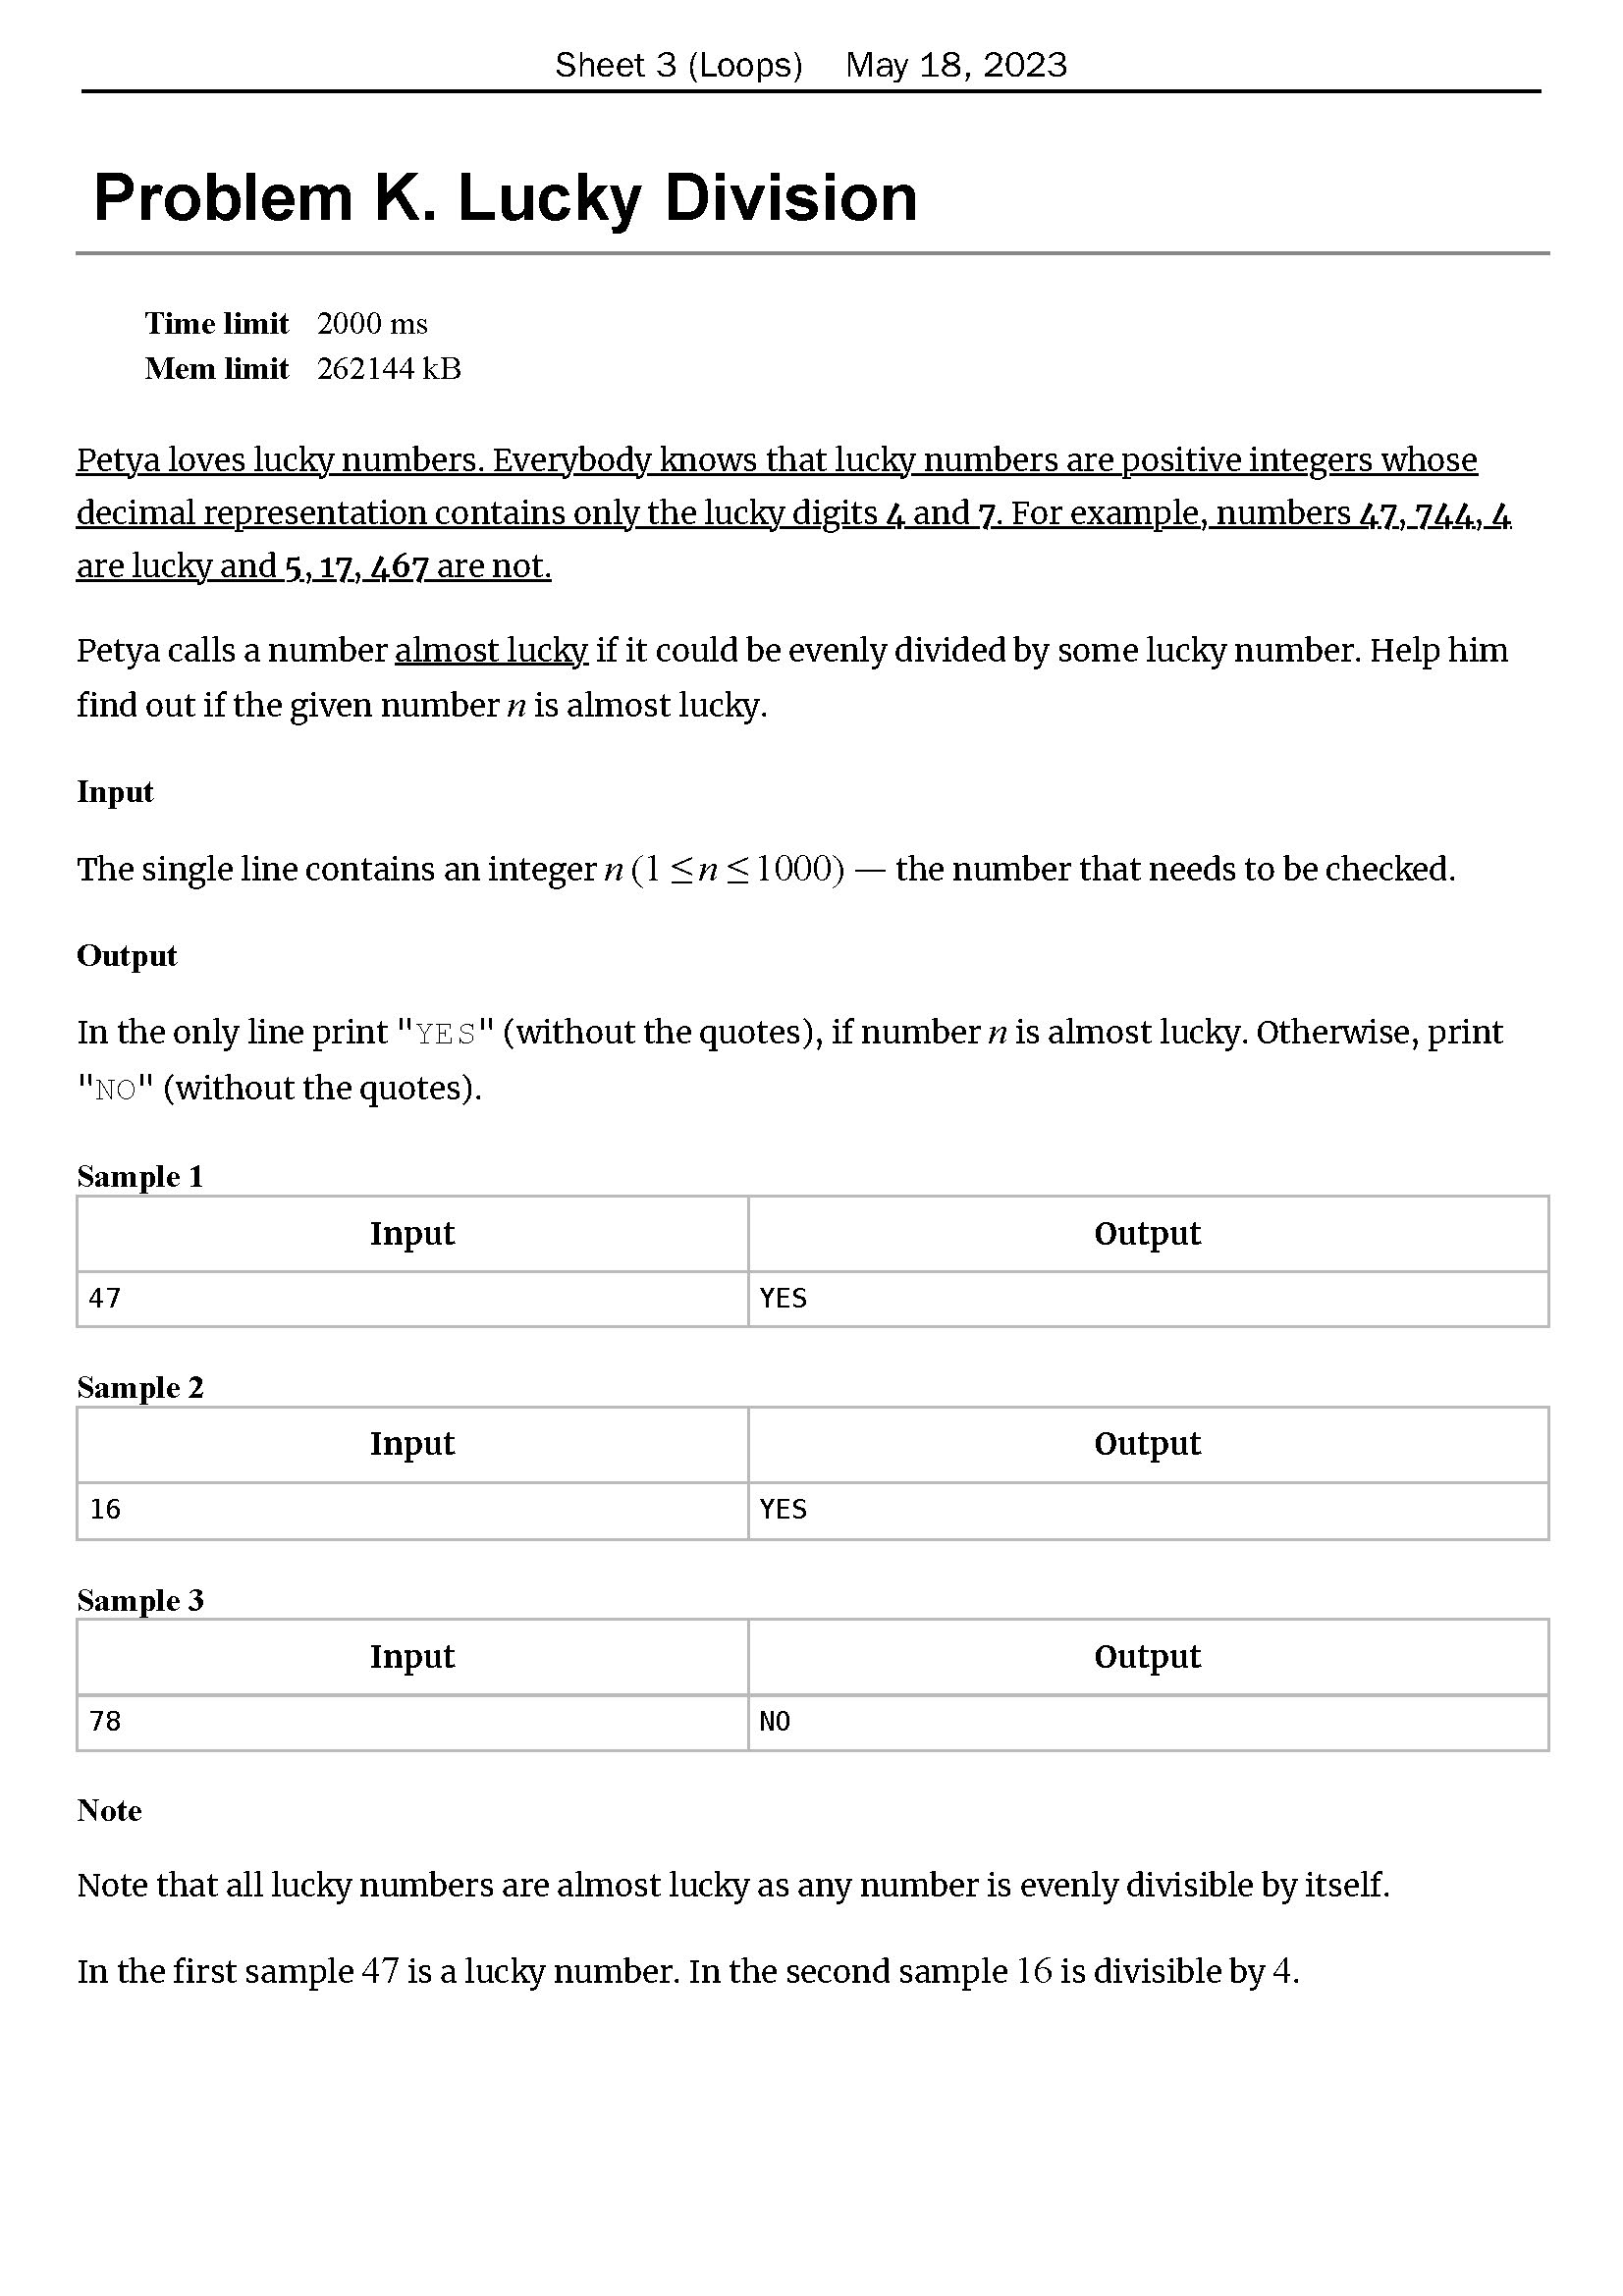 Sheet 3 (Loops) May 18, 2023
Problem K. Lucky Division
Time limit 2000 ms
Mem limit 262144 kB
Petya loves lucky numbers. Everybody knows that lucky numbers are positive integers whose
decimal representation contains only the lucky digits 4 and 7. For example, numbers 47, 744, 4
are lucky and 5, 17, 467 are not.
Petya calls a number almost lucky if it could be evenly divided by some lucky number. Help him
find out if the given number n is almost lucky.
Input
The single line contains an integer n (1 ≤ n ≤ 1000) — the number that needs to be checked.
Output
In the only line print "YES" (without the quotes), if number n is almost lucky. Otherwise, print
"NO" (without the quotes).
Sample 1
Input Output
47 YES
Sample 2
Input Output
16 YES
Sample 3
Input Output
78 NO
Note
Note that all lucky numbers are almost lucky as any number is evenly divisible by itself.
In the first sample 47 is a lucky number. In the second sample 16 is divisible by 4.